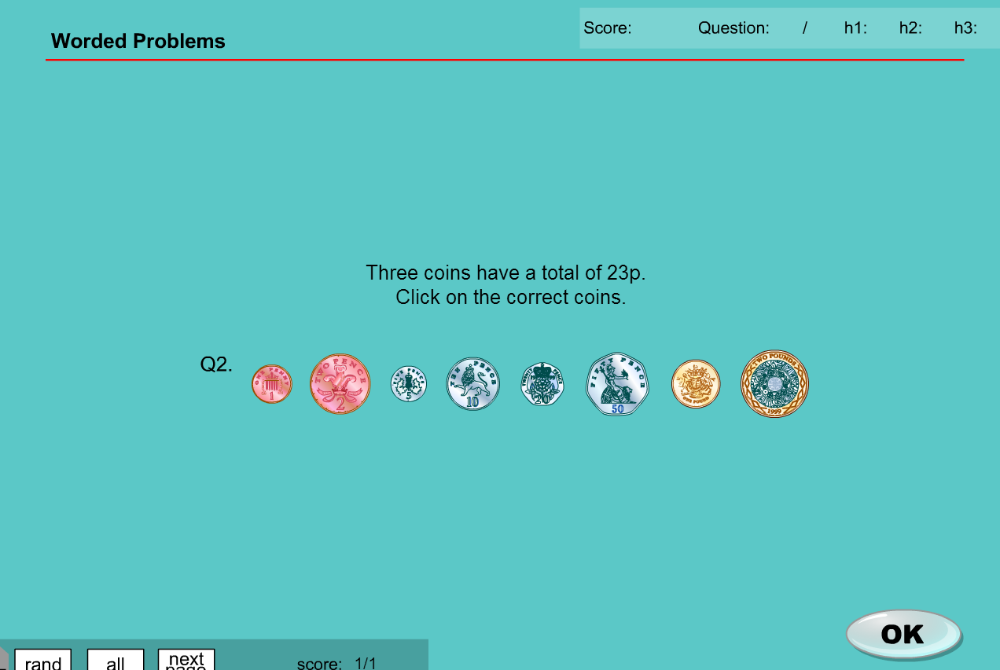 Worded Problems
Score: Question: / h1: h2: h3:
Three coins have a total of 23p.
Click on the correct coins.
Q2.
ONE PENNY 1
TWO PENCE 2
FIVE PENCE 5
TEN PENCE 10
TWENTY PENCE 20
FIFTY PENCE 50
ONE POUND
TWO POUNDS 1999
OK
rand
all
next page
score: 1/1